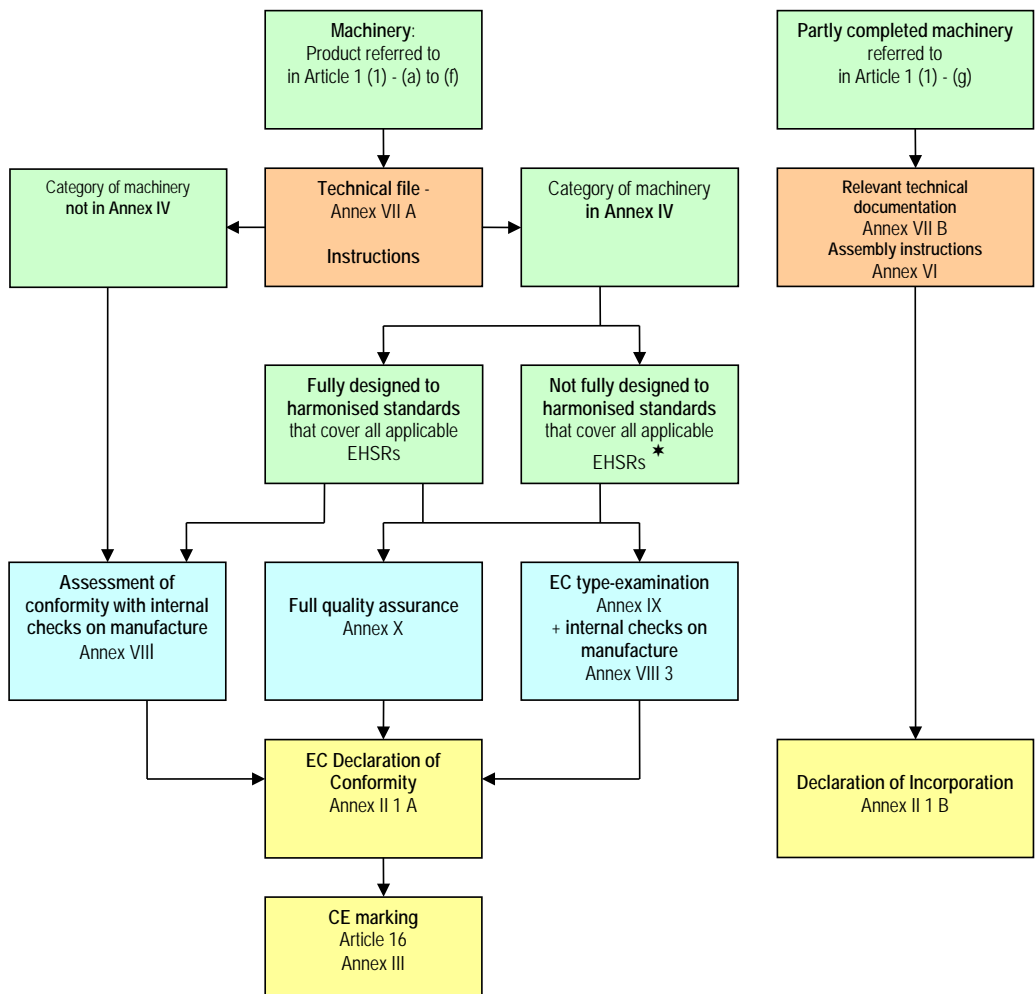 Machinery:
Product referred to
in Article 1 (1) - (a) to (f)
Partly completed machinery
referred to
in Article 1 (1) - (g)
Category of machinery
not in Annex IV
Technical file -
Annex VII A
Instructions
Category of machinery
in Annex IV
Relevant technical
documentation
Annex VII B
Assembly instructions
Annex VI
Fully designed to
harmonised standards
that cover all applicable
EHSRs
Not fully designed to
harmonised standards
that cover all applicable
EHSRs ★
Assessment of
conformity with internal
checks on manufacture
Annex VIII
Full quality assurance
Annex X
EC type-examination
Annex IX
+ internal checks on
manufacture
Annex VIII 3
EC Declaration of
Conformity
Annex II 1 A
Declaration of Incorporation
Annex II 1 B
CE marking
Article 16
Annex III